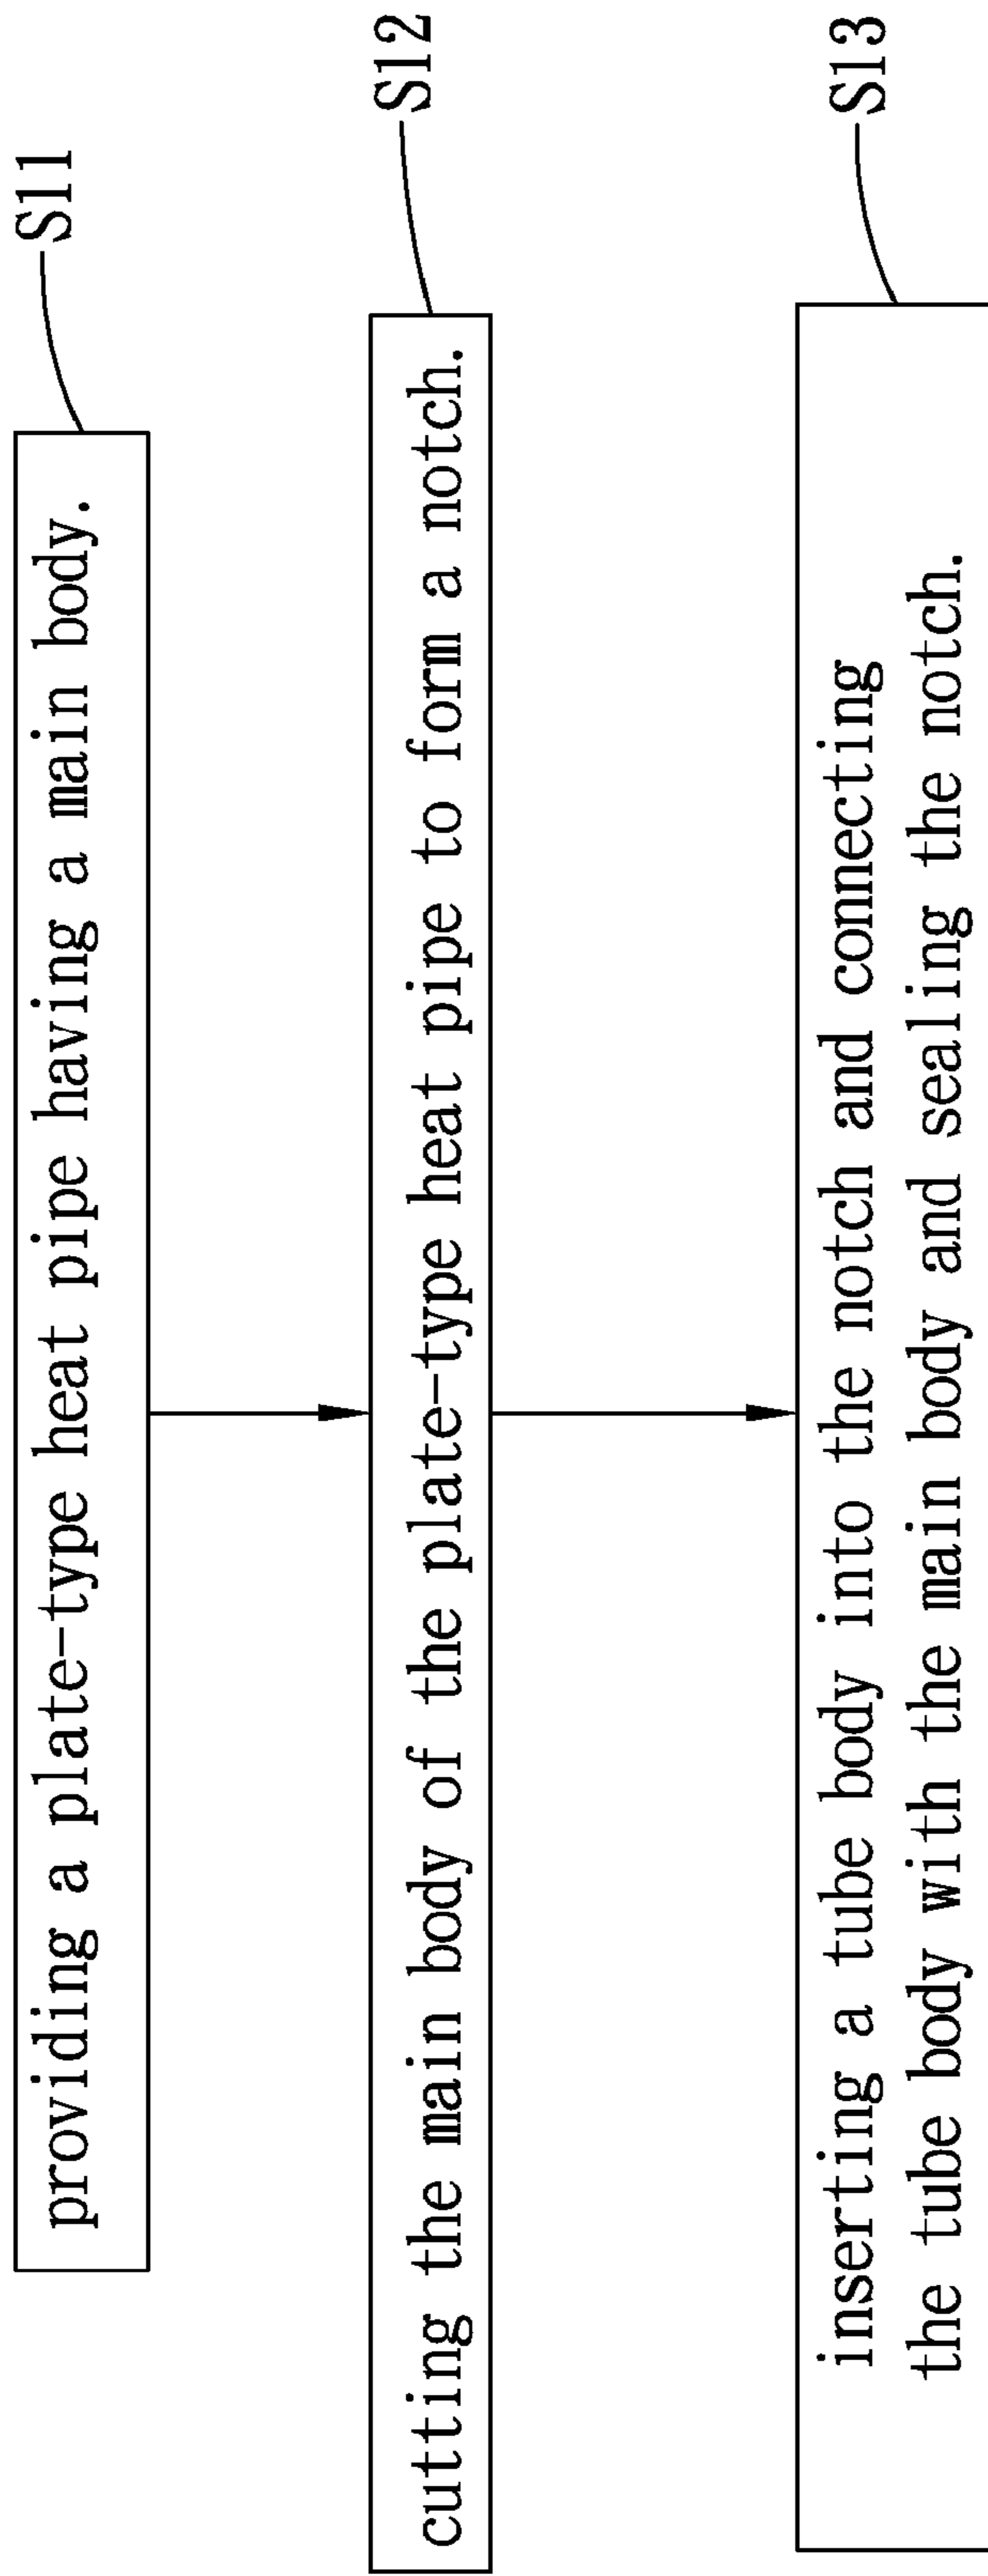 S11
providing a plate-type heat pipe having a main body.
S12
cutting the main body of the plate-type heat pipe to form a notch.
S13
inserting a tube body into the notch and connecting
the tube body with the main body and sealing the notch.